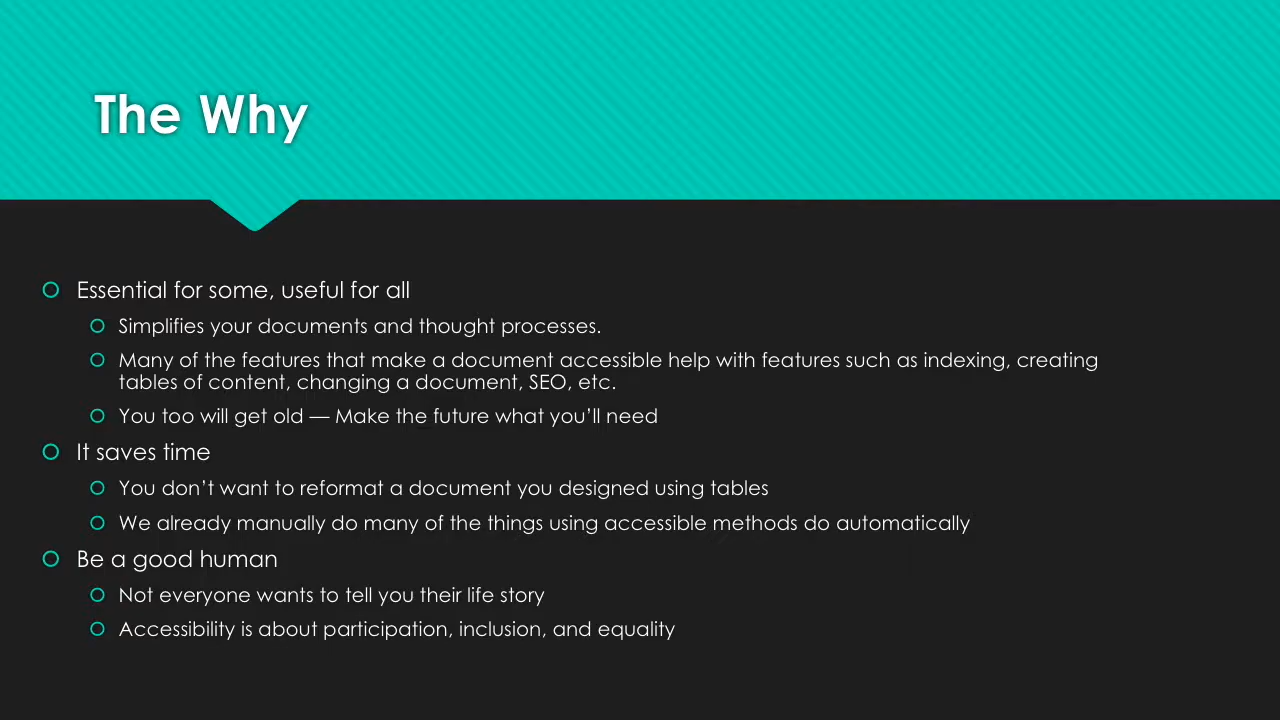 The Why
Essential for some, useful for all
Simplifies your documents and thought processes.
Many of the features that make a document accessible help with features such as indexing, creating
tables of content, changing a document, SEO, etc.
You too will get old — Make the future what you’ll need
It saves time
You don’t want to reformat a document you designed using tables
We already manually do many of the things using accessible methods do automatically
Be a good human
Not everyone wants to tell you their life story
Accessibility is about participation, inclusion, and equality